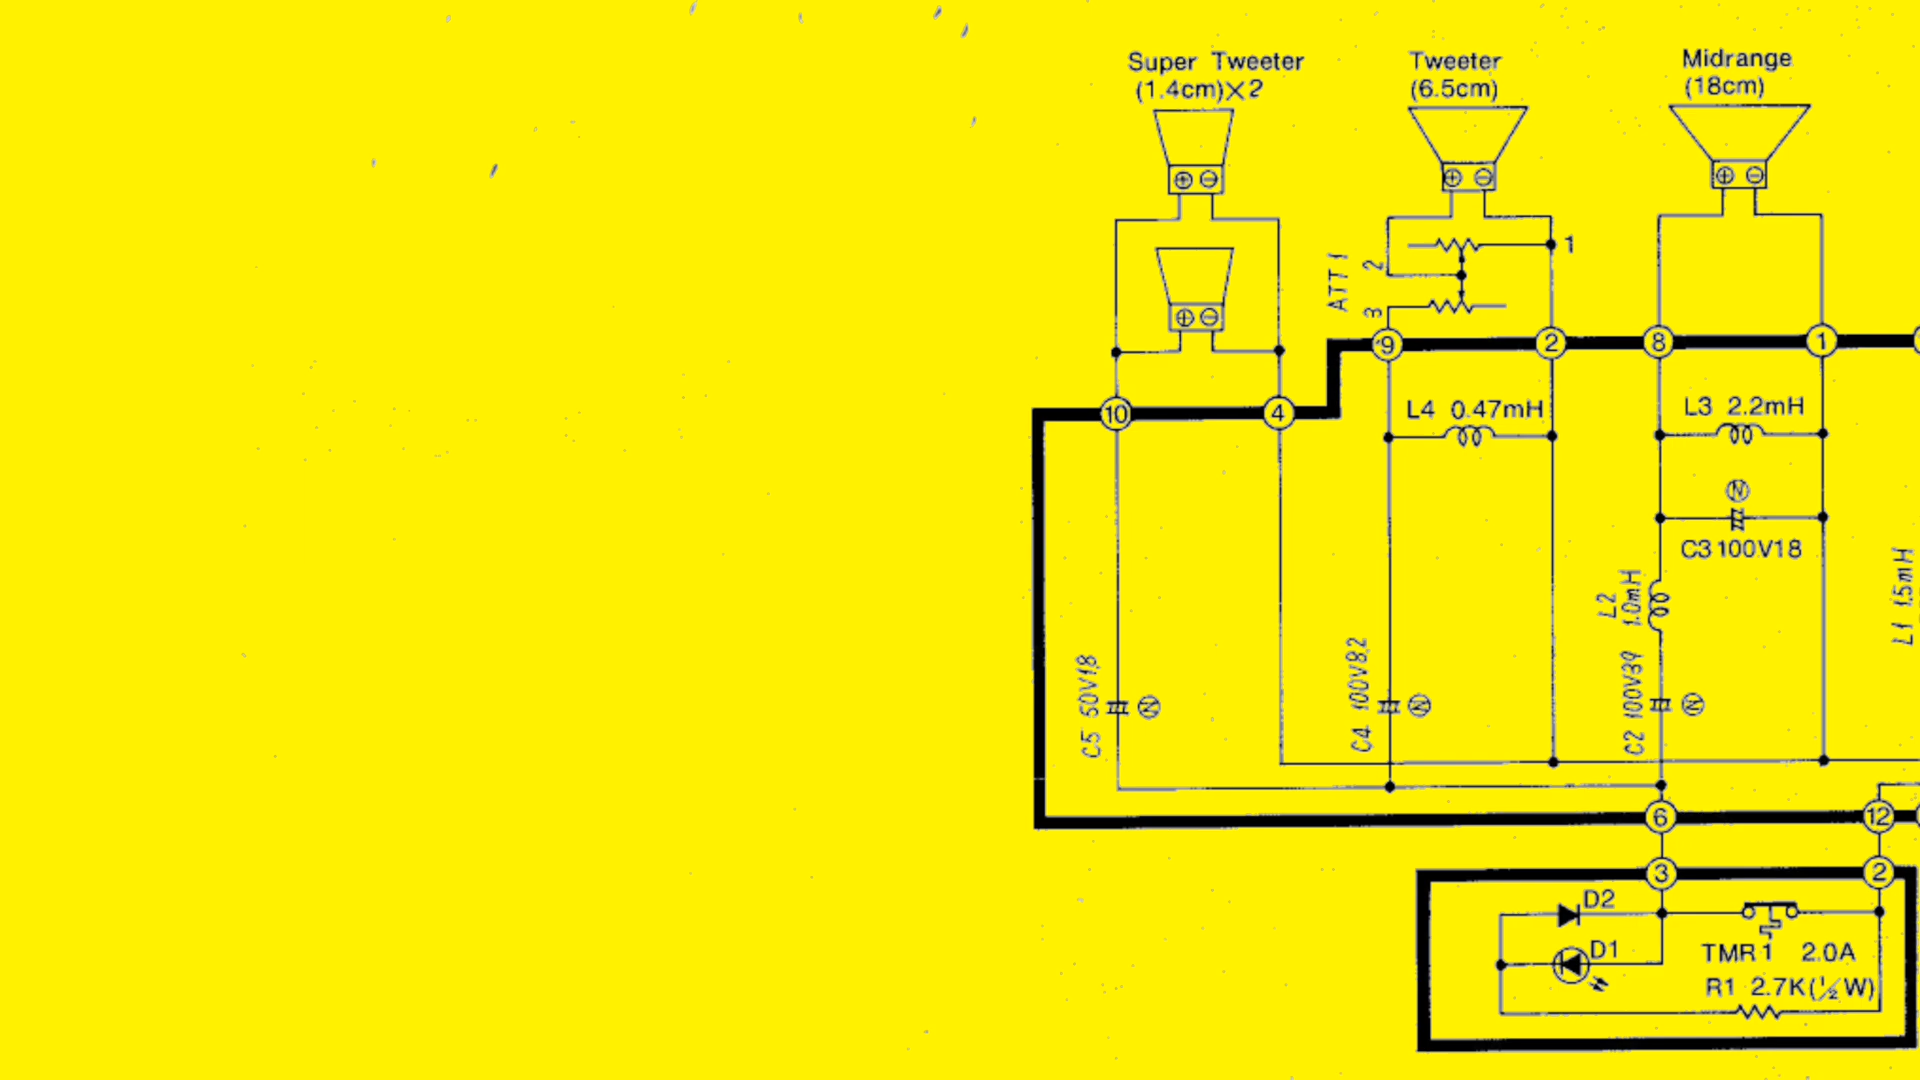 Super Tweeter
(1.4cm)×2
Tweeter
(6.5cm)
Midrange
(18cm)
⊕ ⊖
⊕ ⊖
⊕ ⊖
⊕ ⊖
ATT 1
1
2
3
9
2
8
1
10
4
L4 0.47mH
L3 2.2mH
N
C3 100V18
L2
1.0mH
L1 1.5mH
C5 50V1.8
N
C4 100V8.2
N
C2 100V39
N
6
12
3
2
D2
D1
TMR 1 2.0A
R1 2.7K(½W)